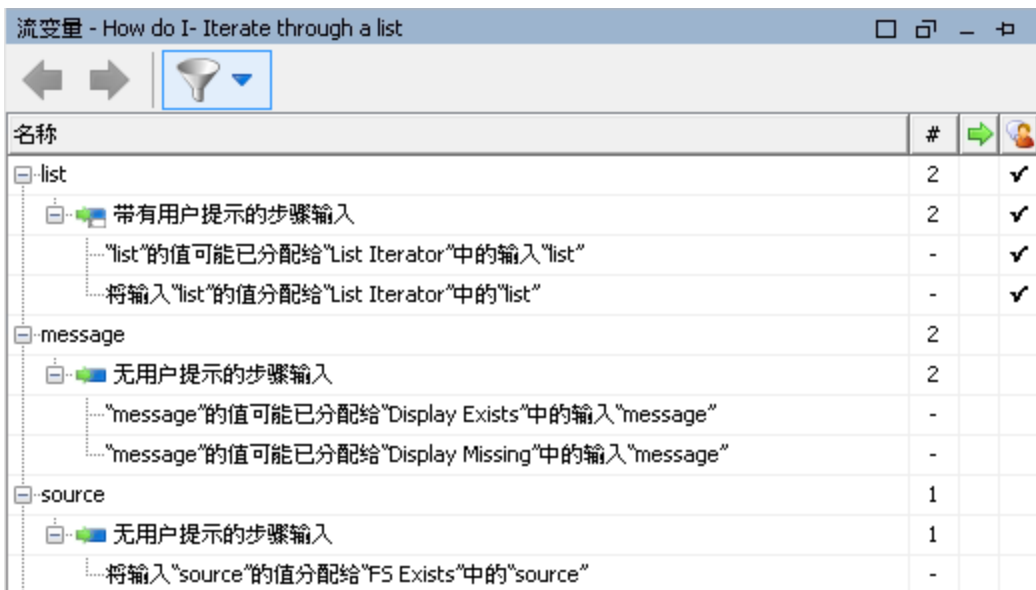 流变量 - How do I- Iterate through a list
名称 #
list 2
带有用户提示的步骤输入 2
"list"的值可能已分配给"List Iterator"中的输入"list" -
将输入"list"的值分配给"List Iterator"中的"list" -
message 2
无用户提示的步骤输入 2
"message"的值可能已分配给"Display Exists"中的输入"message" -
"message"的值可能已分配给"Display Missing"中的输入"message" -
source 1
无用户提示的步骤输入 1
将输入"source"的值分配给"FS Exists"中的"source" -